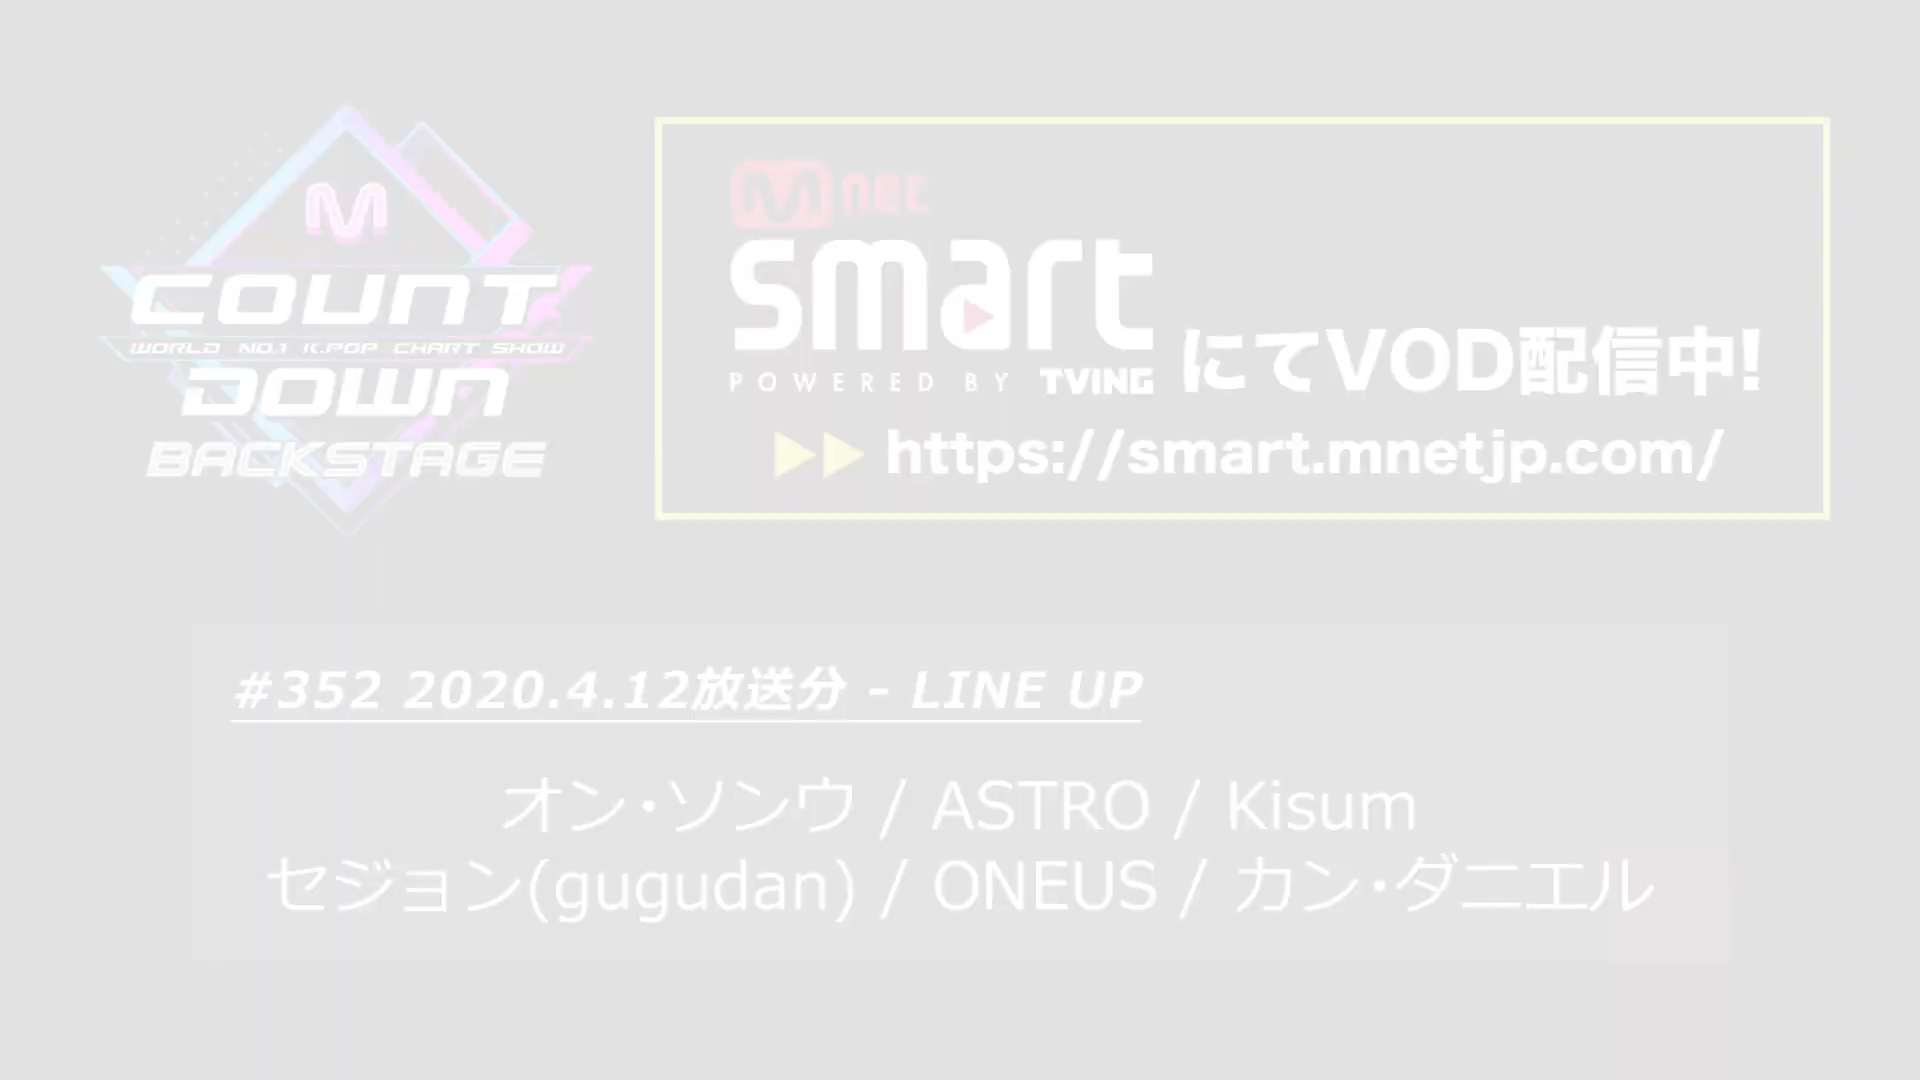 M
COUNT
WORLD NO.1 K-POP CHART SHOW
DOWN
BACKSTAGE
Mnet
smart
POWERED BY TVING
にてVOD配信中!
https://smart.mnetjp.com/
#352 2020.4.12放送分 - LINE UP
オン・ソンウ / ASTRO / Kisum
セジョン(gugudan) / ONEUS / カン・ダニエル